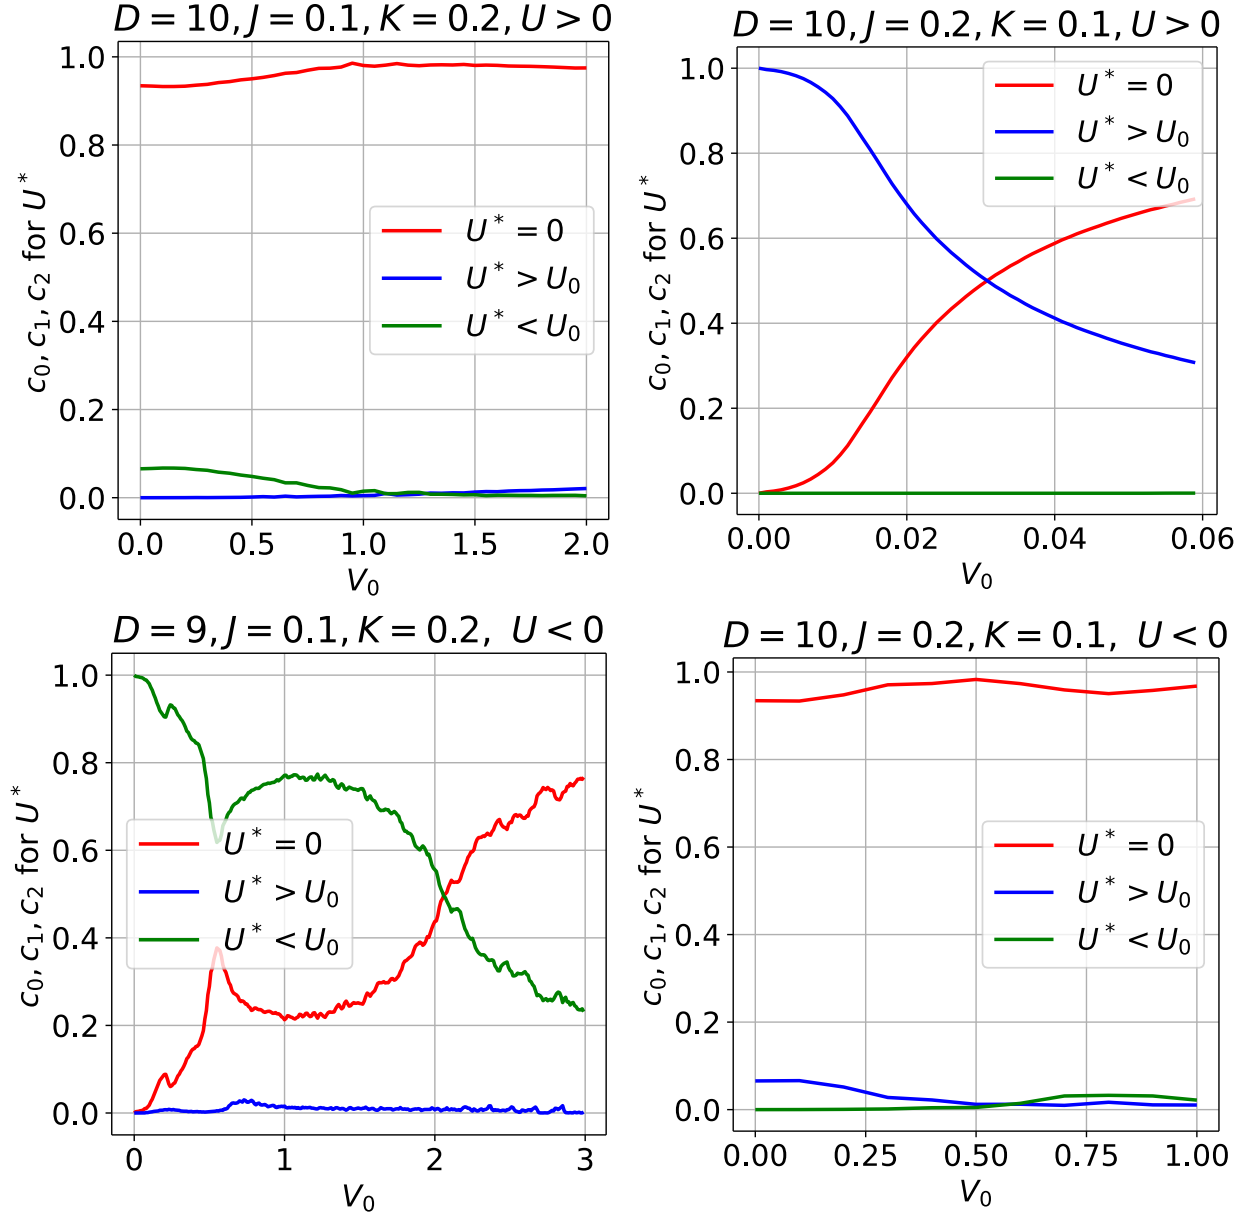 D = 10, J = 0.1, K = 0.2, U > 0
1.0
0.8
0.6
0.4
0.2
0.0
c₀, c₁, c₂ for U*
U* = 0
U* > U₀
U* < U₀
0.0 0.5 1.0 1.5 2.0
V₀
D = 10, J = 0.2, K = 0.1, U > 0
1.0
0.8
0.6
0.4
0.2
0.0
c₀, c₁, c₂ for U*
U* = 0
U* > U₀
U* < U₀
0.00 0.02 0.04 0.06
V₀
D = 9, J = 0.1, K = 0.2, U < 0
1.0
0.8
0.6
0.4
0.2
0.0
c₀, c₁, c₂ for U*
U* = 0
U* > U₀
U* < U₀
0 1 2 3
V₀
D = 10, J = 0.2, K = 0.1, U < 0
1.0
0.8
0.6
0.4
0.2
0.0
c₀, c₁, c₂ for U*
U* = 0
U* > U₀
U* < U₀
0.00 0.25 0.50 0.75 1.00
V₀